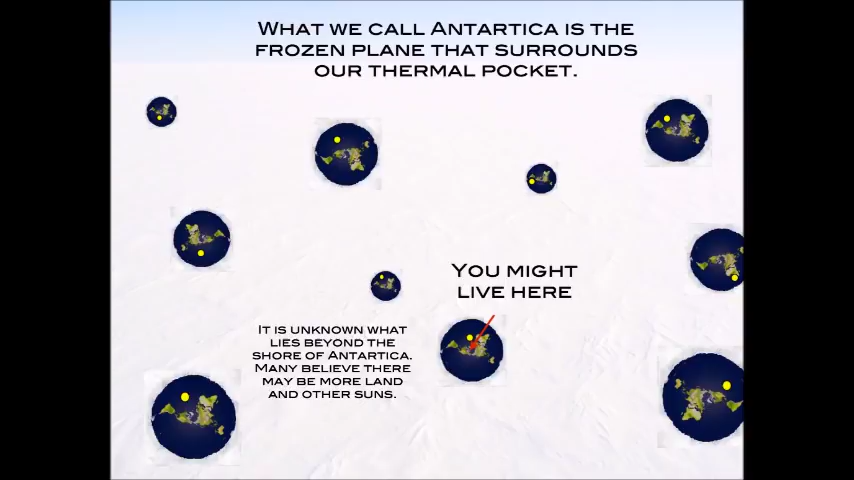 What we call Antartica is the
frozen plane that surrounds
our thermal pocket.
You might
live here
It is unknown what
lies beyond the
shore of Antartica.
Many believe there
may be more land
and other suns.